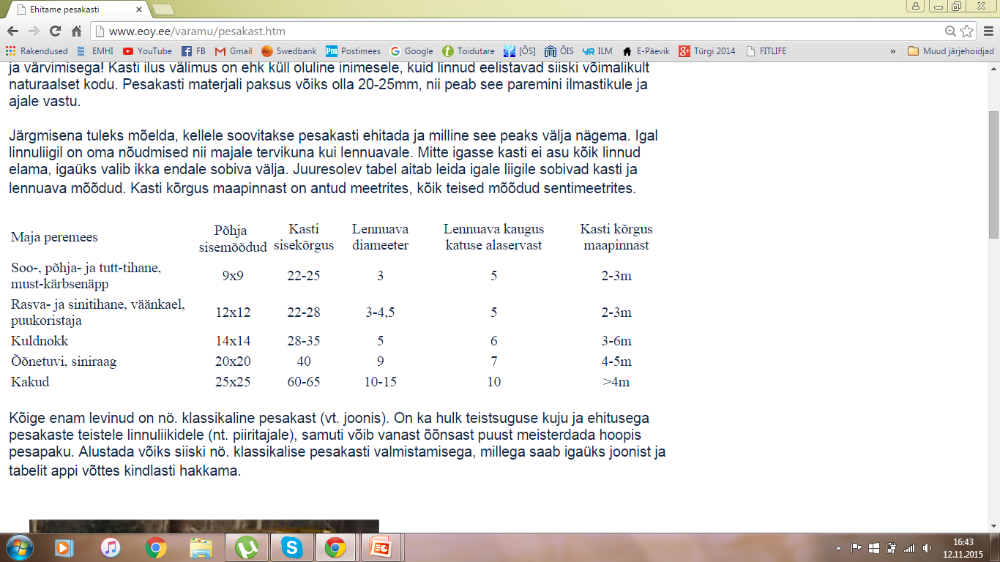 Ehitame pesakasti
www.eoy.ee/varamu/pesakast.htm
Rakendused EMHI YouTube FB Gmail Swedbank Postimees Google Toidutare [ÕS] ÕIS ILM E-Päevik Türgi 2014 FITLIFE » Muud järjehoidjad
ja värvimisega! Kasti ilus välimus on ehk küll oluline inimesele, kuid linnud eelistavad siiski võimalikult
naturaalset kodu. Pesakasti materjali paksus võiks olla 20-25mm, nii peab see paremini ilmastikule ja
ajale vastu.
Järgmisena tuleks mõelda, kellele soovitakse pesakasti ehitada ja milline see peaks välja nägema. Igal
linnuliigil on oma nõudmised nii majale tervikuna kui lennuavale. Mitte igasse kasti ei asu kõik linnud
elama, igaüks valib ikka endale sobiva välja. Juuresolev tabel aitab leida igale liigile sobivad kasti ja
lennuava mõõdud. Kasti kõrgus maapinnast on antud meetrites, kõik teised mõõdud sentimeetrites.
Maja peremees
Põhja
sisemõõdud
Kasti
sisekõrgus
Lennuava
diameeter
Lennuava kaugus
katuse alaservast
Kasti kõrgus
maapinnast
Soo-, põhja- ja tutt-tihane,
must-kärbsenäpp
9x9 22-25 3 5 2-3m
Rasva- ja sinitihane, väänkael,
puukoristaja
12x12 22-28 3-4,5 5 2-3m
Kuldnokk 14x14 28-35 5 6 3-6m
Õõnetuvi, siniraag 20x20 40 9 7 4-5m
Kakud 25x25 60-65 10-15 10 >4m
Kõige enam levinud on nö. klassikaline pesakast (vt. joonis). On ka hulk teistsuguse kuju ja ehitusega
pesakaste teistele linnuliikidele (nt. piiritajale), samuti võib vanast õõnsast puust meisterdada hoopis
pesapaku. Alustada võiks siiski nö. klassikalise pesakasti valmistamisega, millega saab igaüks joonist ja
tabelit appi võttes kindlasti hakkama.
16:43
12.11.2015